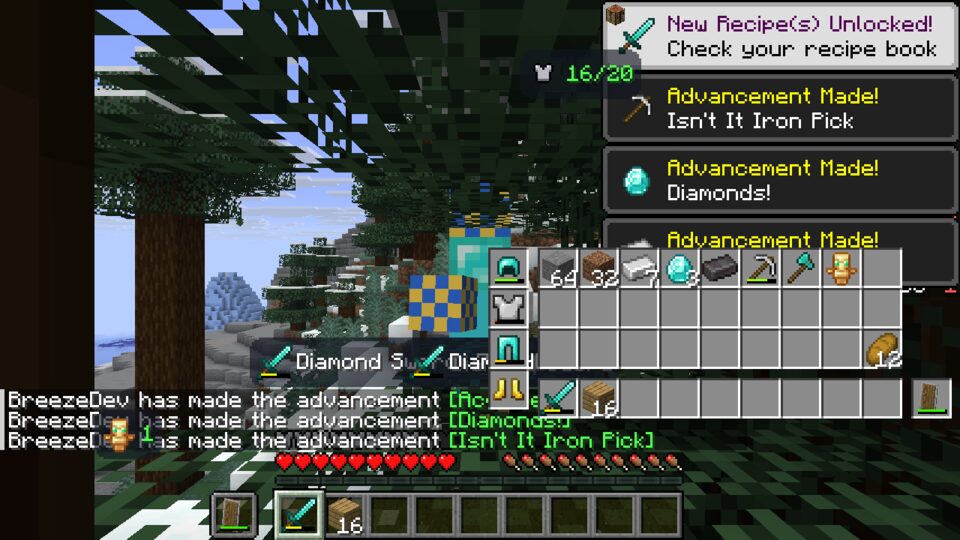 New Recipe(s) Unlocked!
Check your recipe book
16/20
Advancement Made!
Isn't It Iron Pick
Advancement Made!
Diamonds!
Advancement Made!
64
32
7
3
12
16
Diamond
BreezeDev has made the advancement
BreezeDev has made the advancement [Diamonds!]
has made the advancement [Isn't It Iron Pick]
1
16